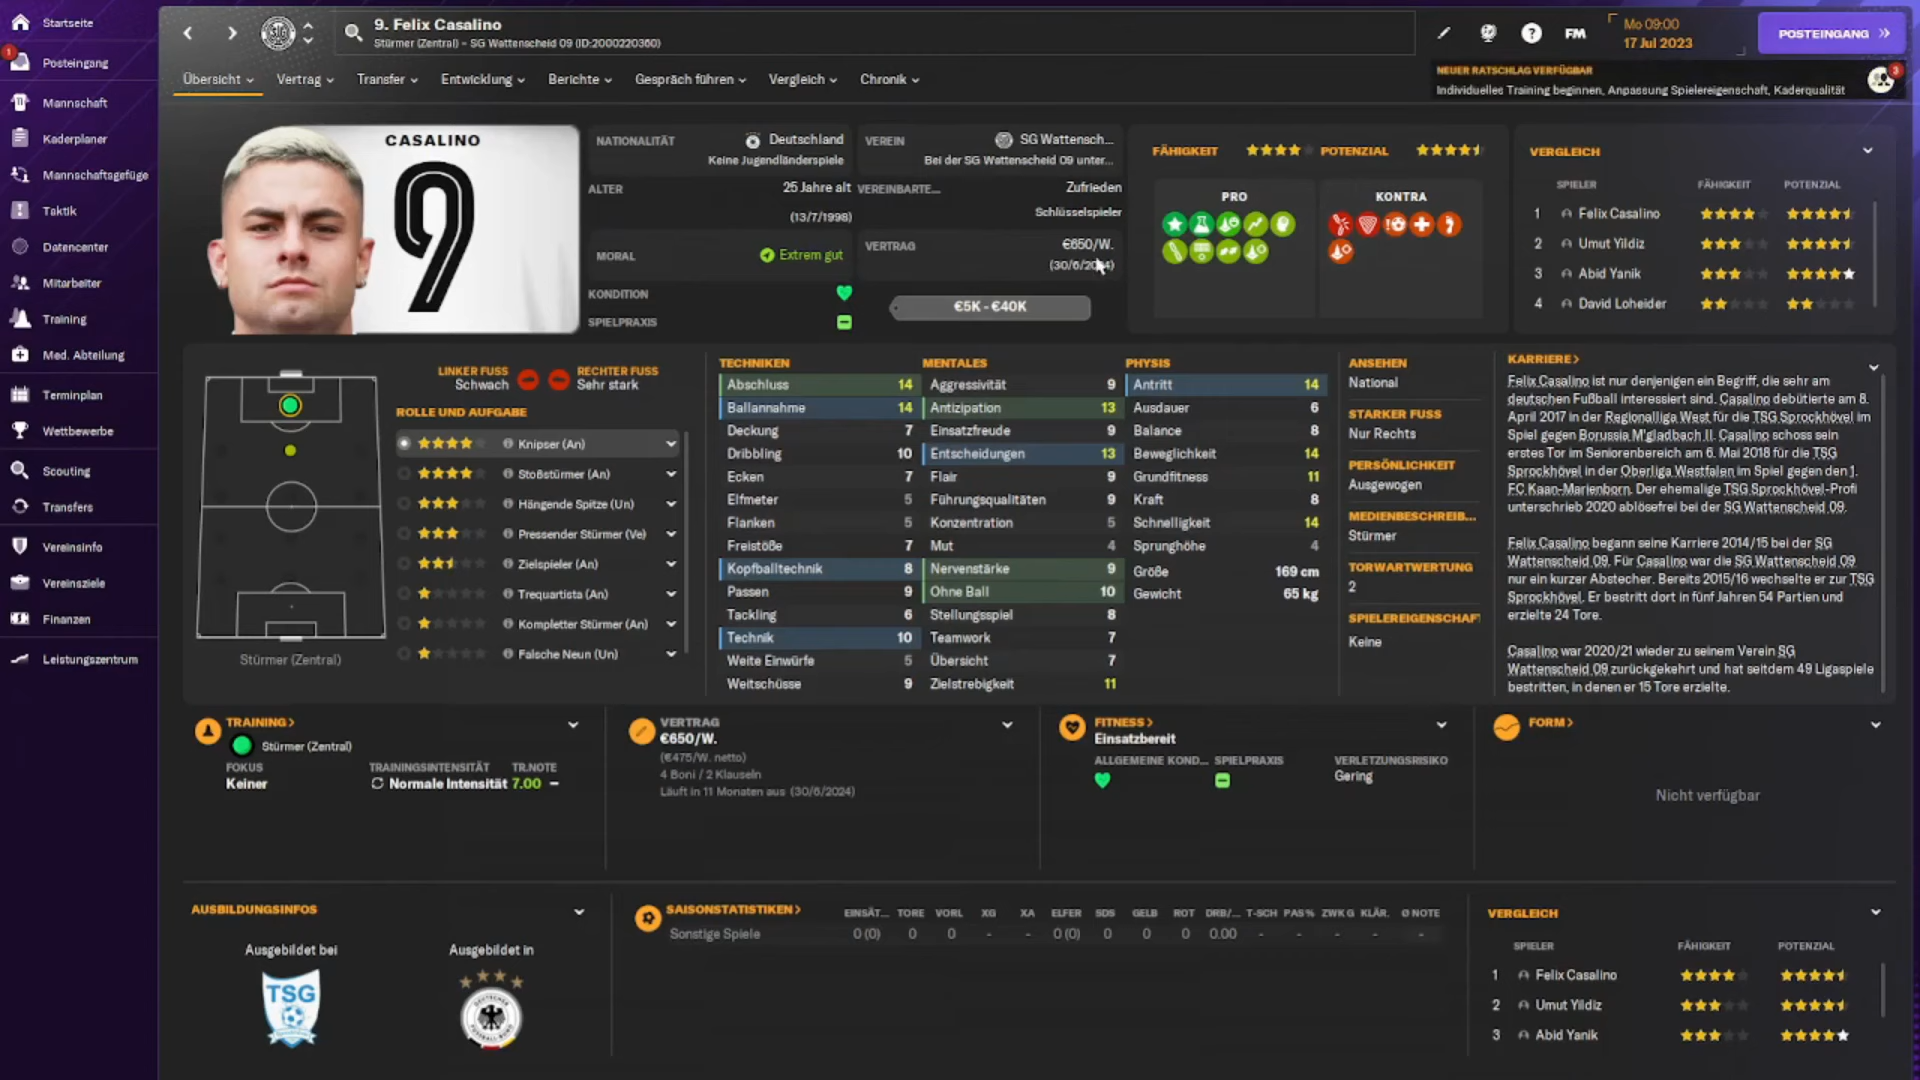 Startseite
1
Posteingang
Mannschaft
Kaderplaner
Mannschaftsgefüge
Taktik
Datencenter
Mitarbeiter
Training
Med. Abteilung
Terminplan
Wettbewerbe
Scouting
Transfers
Vereinsinfo
Vereinsziele
Finanzen
Leistungszentrum
9. Felix Casalino
Stürmer (Zentral) - SG Wattenscheid 09 (ID:2000220360)
FM
Mo 09:00
17 Jul 2023
POSTEINGANG
Übersicht
Vertrag
Transfer
Entwicklung
Berichte
Gespräch führen
Vergleich
Chronik
NEUER RATSCHLAG VERFÜGBAR
Individuelles Training beginnen, Anpassung Spielereigenschaft, Kaderqualität
3
CASALINO
9
NATIONALITÄT
Deutschland
Keine Jugendländerspiele
ALTER
25 Jahre alt
(13/7/1998)
MORAL
Extrem gut
KONDITION
SPIELPRAXIS
VEREIN
SG Wattensch...
Bei der SG Wattenscheid 09 unter...
VEREINBARTE...
Zufrieden
Schlüsselspieler
VERTRAG
€650/W.
(30/6/2024)
€5K - €40K
FÄHIGKEIT
POTENZIAL
PRO
KONTRA
VERGLEICH
SPIELER FÄHIGKEIT POTENZIAL
1 Felix Casalino
2 Umut Yildiz
3 Abid Yanik
4 David Loheider
LINKER FUSS
Schwach
RECHTER FUSS
Sehr stark
ROLLE UND AUFGABE
Knipser (An)
Stoßstürmer (An)
Hängende Spitze (Un)
Pressender Stürmer (Ve)
Zielspieler (An)
Trequartista (An)
Kompletter Stürmer (An)
Falsche Neun (Un)
Stürmer (Zentral)
TECHNIKEN
Abschluss 14
Ballannahme 14
Deckung 7
Dribbling 10
Ecken 7
Elfmeter 5
Flanken 5
Freistöße 7
Kopfballtechnik 8
Passen 9
Tackling 6
Technik 10
Weite Einwürfe 5
Weitschüsse 9
MENTALES
Aggressivität 9
Antizipation 13
Einsatzfreude 9
Entscheidungen 13
Flair 9
Führungsqualitäten 9
Konzentration 5
Mut 4
Nervenstärke 9
Ohne Ball 10
Stellungsspiel 8
Teamwork 7
Übersicht 7
Zielstrebigkeit 11
PHYSIS
Antritt 14
Ausdauer 6
Balance 8
Beweglichkeit 14
Grundfitness 11
Kraft 8
Schnelligkeit 14
Sprunghöhe 4
Größe 169 cm
Gewicht 65 kg
ANSEHEN
National
STARKER FUSS
Nur Rechts
PERSÖNLICHKEIT
Ausgewogen
MEDIENBESCHREIB...
Stürmer
TORWARTWERTUNG
2
SPIELEREIGENSCHAF
Keine
KARRIERE>
Felix Casalino ist nur denjenigen ein Begriff, die sehr am
deutschen Fußball interessiert sind. Casalino debütierte am 8.
April 2017 in der Regionalliga West für die TSG Sprockhövel im
Spiel gegen Borussia M'gladbach II. Casalino schoss sein
erstes Tor im Seniorenbereich am 6. Mai 2018 für die TSG
Sprockhövel in der Oberliga Westfalen im Spiel gegen den 1.
FC Kaan-Marienborn. Der ehemalige TSG Sprockhövel-Profi
unterschrieb 2020 ablösefrei bei der SG Wattenscheid 09.
Felix Casalino begann seine Karriere 2014/15 bei der SG
Wattenscheid 09. Für Casalino war die SG Wattenscheid 09
nur ein kurzer Abstecher. Bereits 2015/16 wechselte er zur TSG
Sprockhövel. Er bestritt dort in fünf Jahren 54 Partien und
erzielte 24 Tore.
Casalino war 2020/21 wieder zu seinem Verein SG
Wattenscheid 09 zurückgekehrt und hat seitdem 49 Ligaspiele
bestritten, in denen er 15 Tore erzielte.
TRAINING>
Stürmer (Zentral)
FOKUS
Keiner
TRAININGSINTENSITÄT
Normale Intensität
TR.NOTE
7.00 –
VERTRAG
€650/W.
(€475/W. netto)
4 Boni / 2 Klauseln
Läuft in 11 Monaten aus (30/6/2024)
FITNESS>
Einsatzbereit
ALLGEMEINE KOND...
SPIELPRAXIS
VERLETZUNGSRISIKO
Gering
FORM>
Nicht verfügbar
AUSBILDUNGSINFOS
Ausgebildet bei
TSG
Ausgebildet in
SAISONSTATISTIKEN>
EINSÄT... TORE VORL XG XA ELFER SDS GELB ROT DRB/... T-SCH PAS% ZWK G KLÄR. Ø NOTE
Sonstige Spiele 0 (0) 0 0 - - 0 (0) 0 0 0 0.00 - - - - -
VERGLEICH
SPIELER FÄHIGKEIT POTENZIAL
1 Felix Casalino
2 Umut Yildiz
3 Abid Yanik